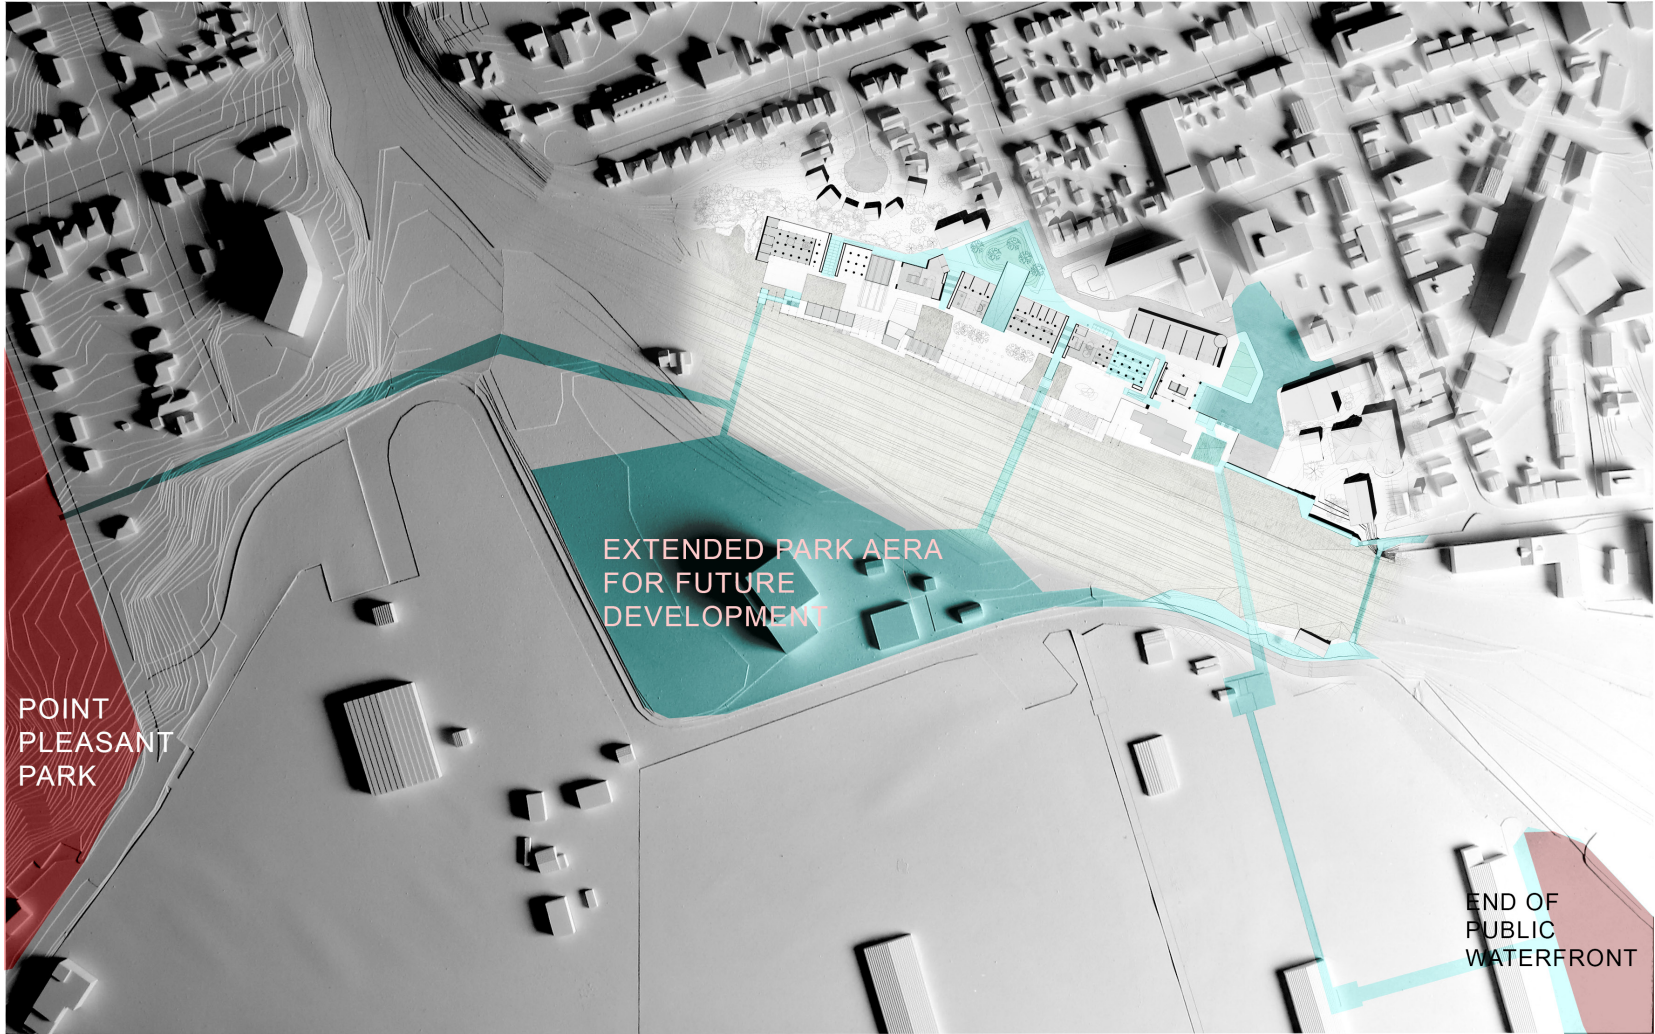 EXTENDED PARK AERA
FOR FUTURE
DEVELOPMENT
POINT
PLEASANT
PARK
END OF
PUBLIC
WATERFRONT